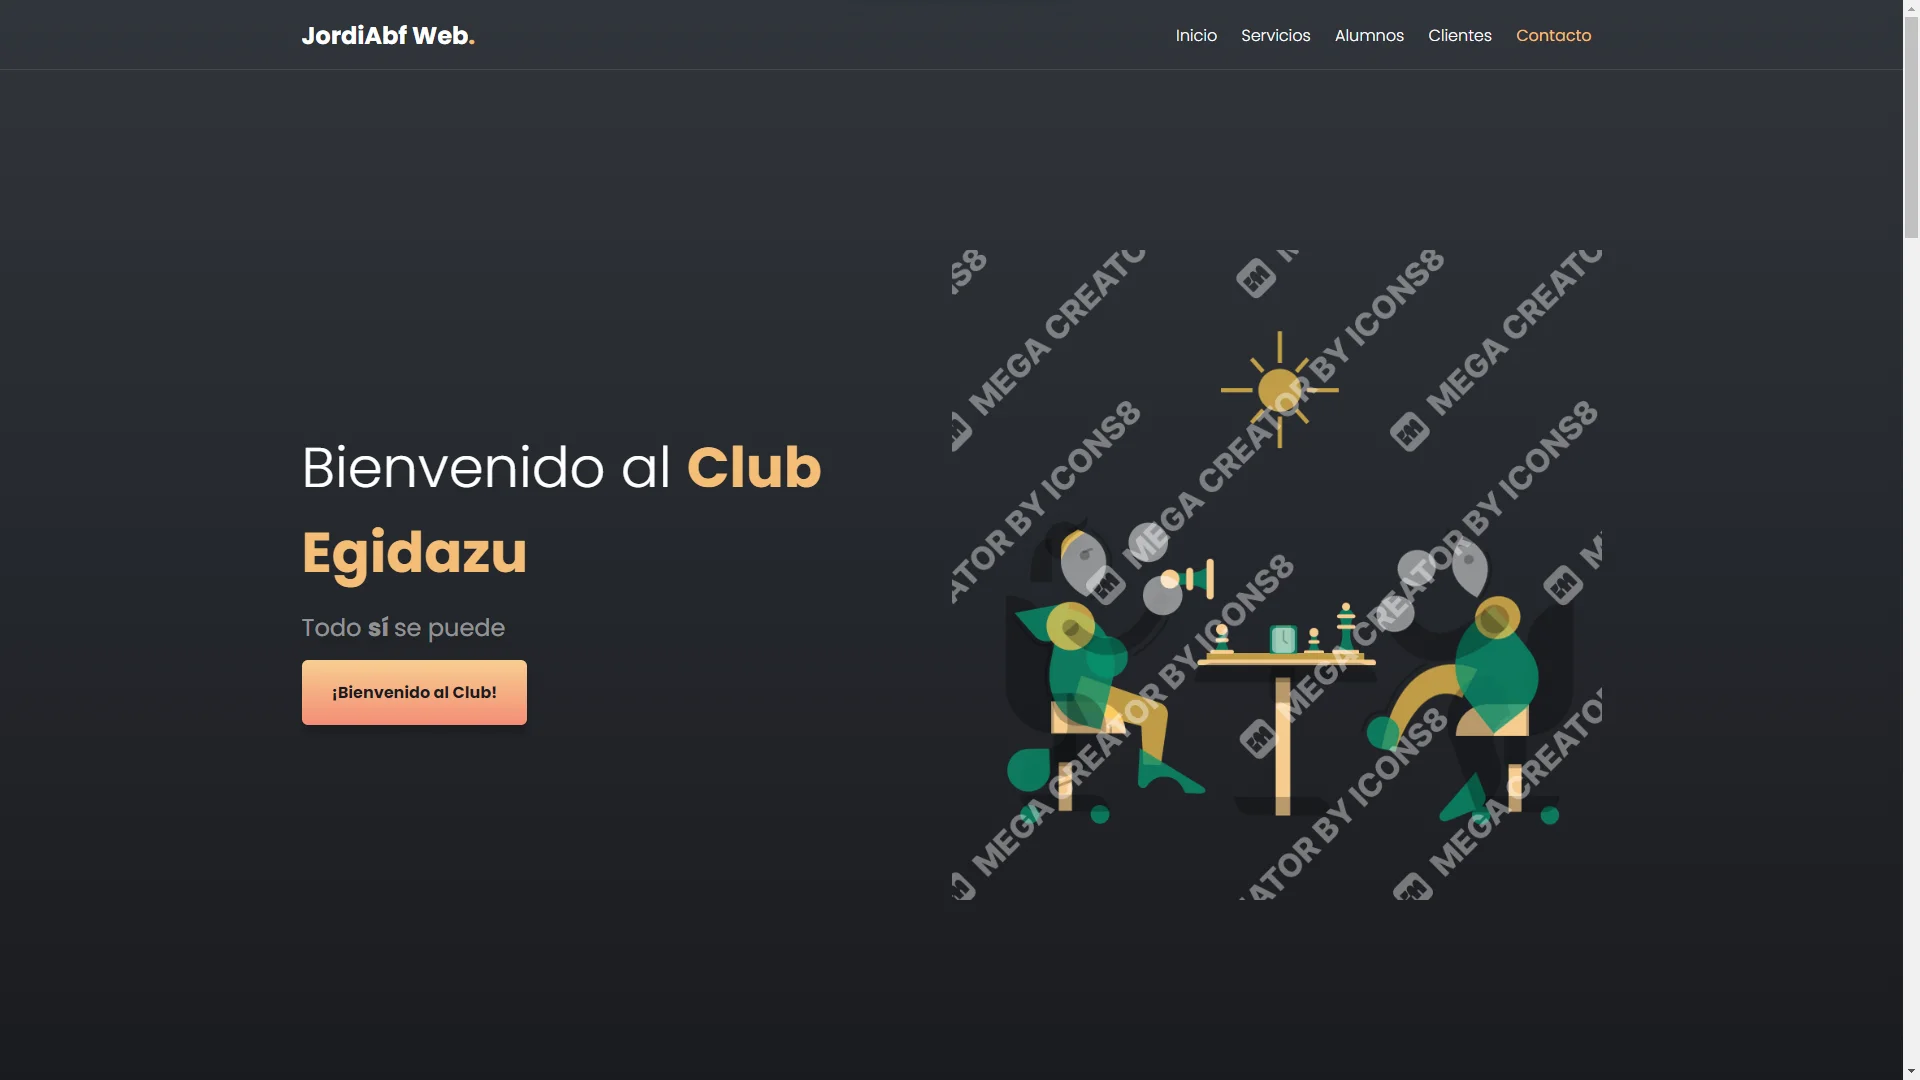 JordiAbf Web.
Inicio
Servicios
Alumnos
Clientes
Contacto
Bienvenido al Club
Egidazu
Todo sí se puede
¡Bienvenido al Club!
MEGA CREATOR BY ICONS8